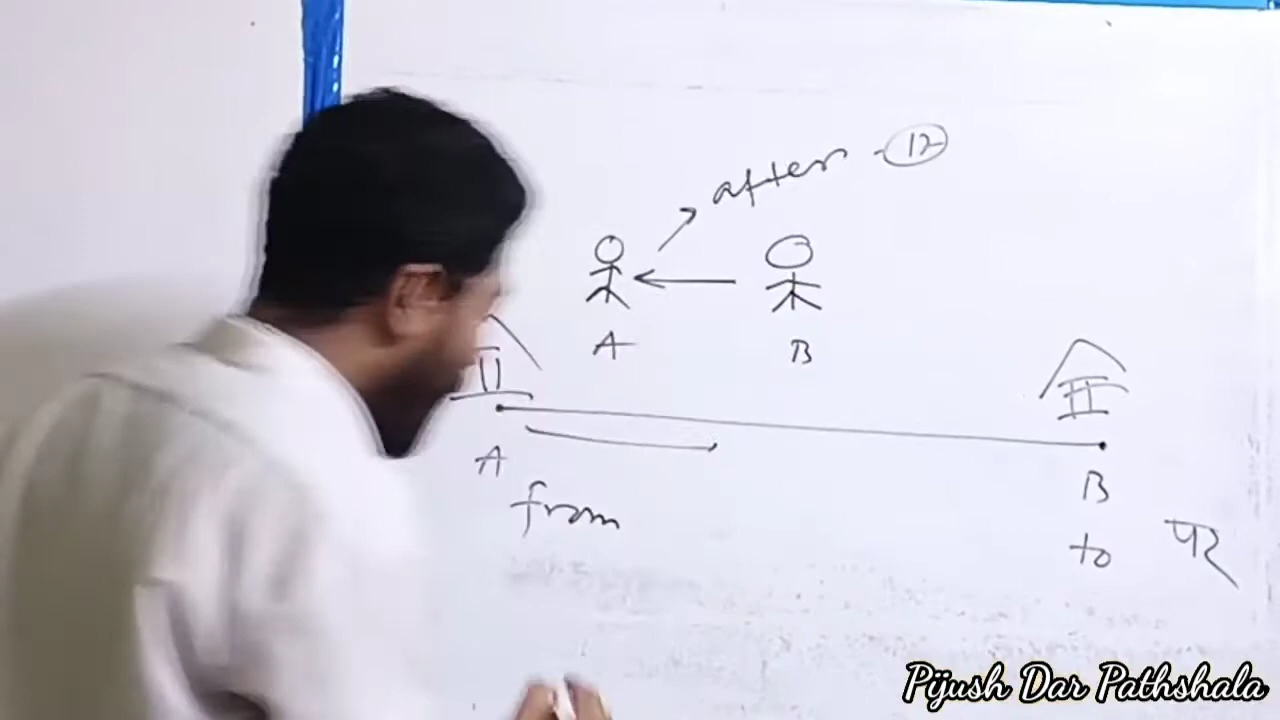 after - 12
A
B
A
B
from
to
पर
Pijush Dar Pathshala